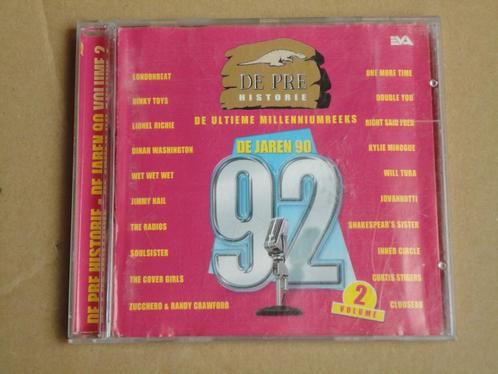 DE PRE HISTORIE - DE JAREN 90 VOLUME 2
EVA
DE PRE
HISTORIE
DE ULTIEME MILLENNIUMREEKS
DE JAREN 90
92
2
VOLUME
LONDONBEAT
DINKY TOYS
LIONEL RICHIE
DINAH WASHINGTON
WET WET WET
JIMMY NAIL
THE RADIOS
SOULSISTER
THE COVER GIRLS
ZUCCHERO & RANDY CRAWFORD
ONE MORE TIME
DOUBLE YOU
RIGHT SAID FRED
KYLIE MINOGUE
WILL TURA
JOVANNOTTI
SHAKESPEAR'S SISTER
INNER CIRCLE
CURTIS STIGERS
CLOUSEAU